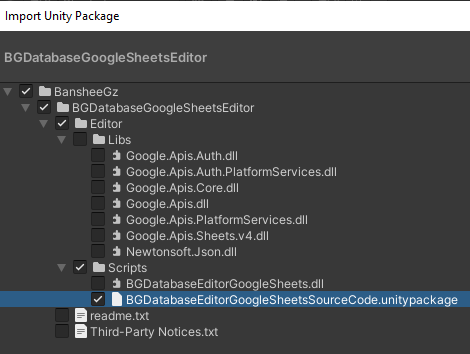 Import Unity Package
BGDatabaseGoogleSheetsEditor
BansheeGz
BGDatabaseGoogleSheetsEditor
Editor
Libs
Google.Apis.Auth.dll
Google.Apis.Auth.PlatformServices.dll
Google.Apis.Core.dll
Google.Apis.dll
Google.Apis.PlatformServices.dll
Google.Apis.Sheets.v4.dll
Newtonsoft.Json.dll
Scripts
BGDatabaseEditorGoogleSheets.dll
BGDatabaseEditorGoogleSheetsSourceCode.unitypackage
readme.txt
Third-Party Notices.txt